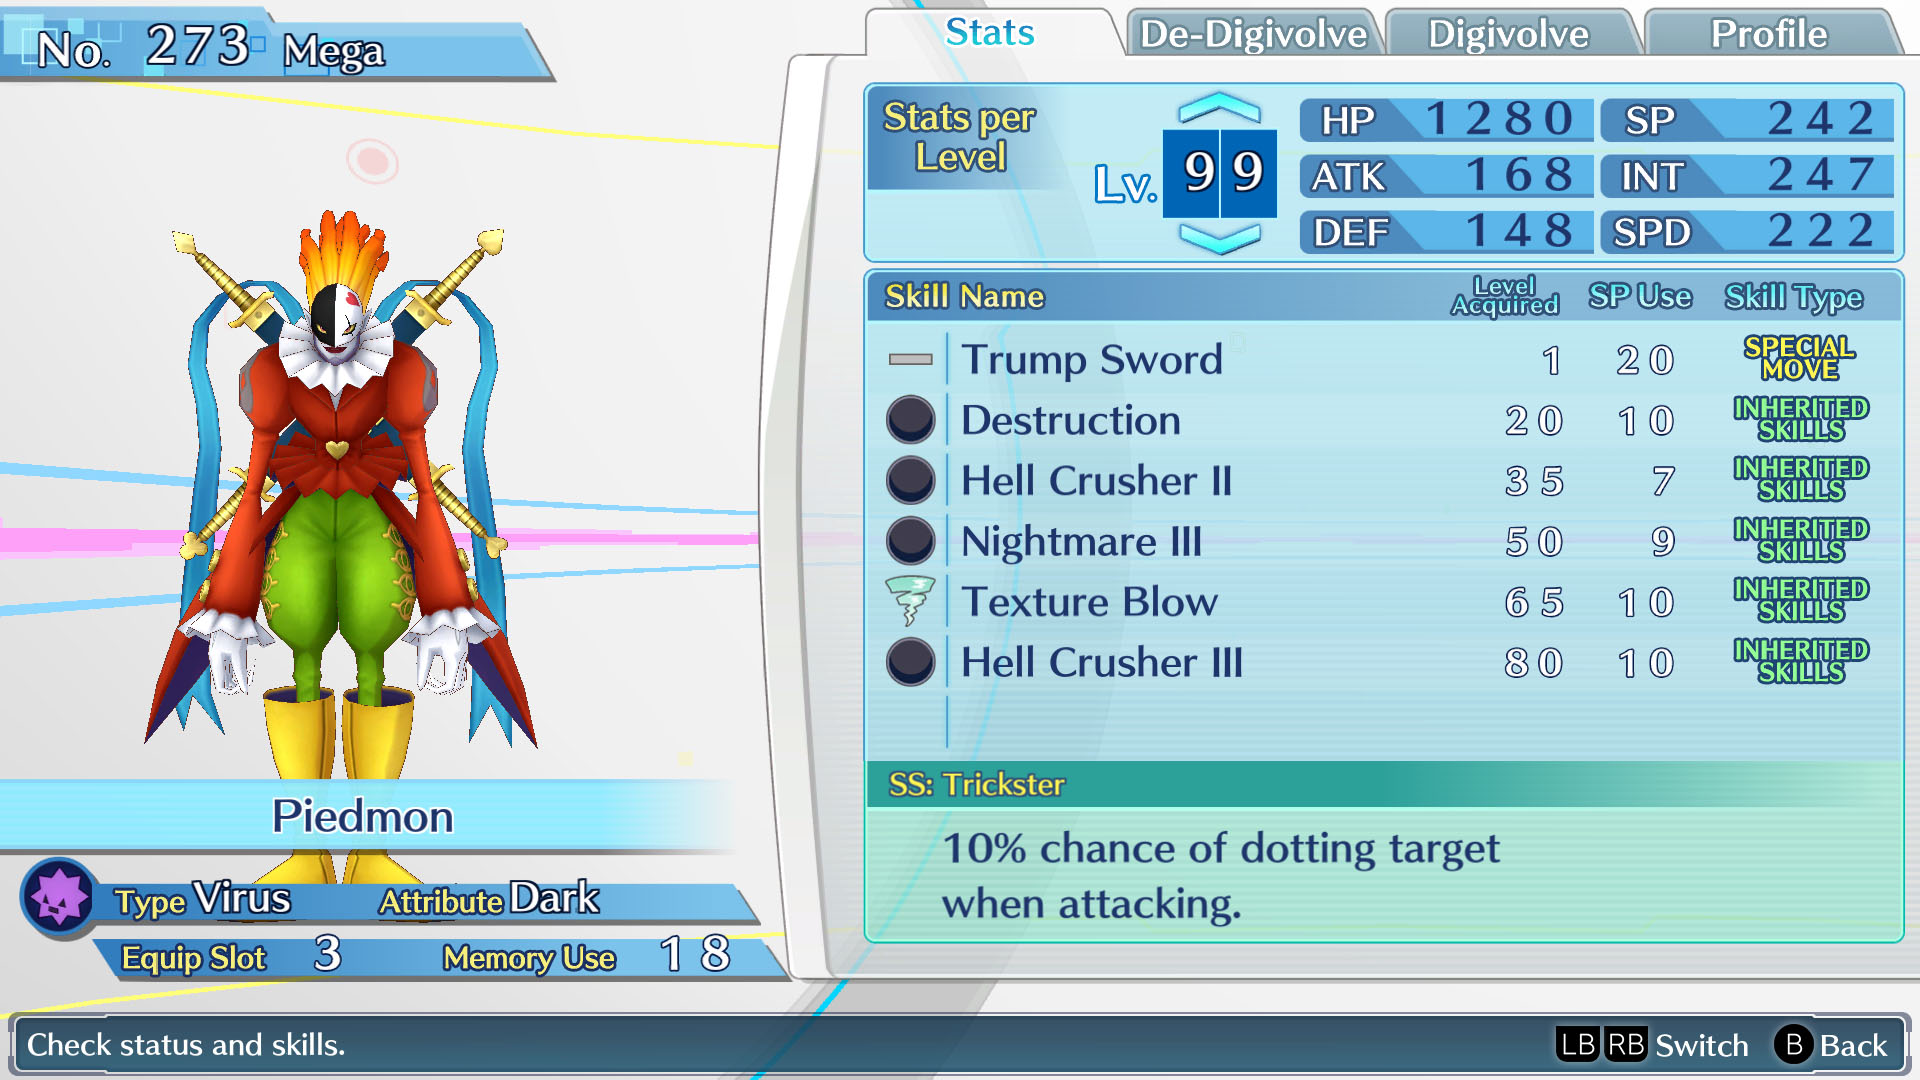 No. 273 Mega
Stats
De-Digivolve
Digivolve
Profile
Stats per
Level
Lv. 99
HP 1280
SP 242
ATK 168
INT 247
DEF 148
SPD 222
Skill Name
Level
Acquired
SP Use
Skill Type
Trump Sword 1 20 SPECIAL
MOVE
Destruction 20 10 INHERITED
SKILLS
Hell Crusher II 35 7 INHERITED
SKILLS
Nightmare III 50 9 INHERITED
SKILLS
Texture Blow 65 10 INHERITED
SKILLS
Hell Crusher III 80 10 INHERITED
SKILLS
SS: Trickster
10% chance of dotting target
when attacking.
Piedmon
Type Virus Attribute Dark
Equip Slot 3 Memory Use 18
Check status and skills.
LB RB Switch B Back